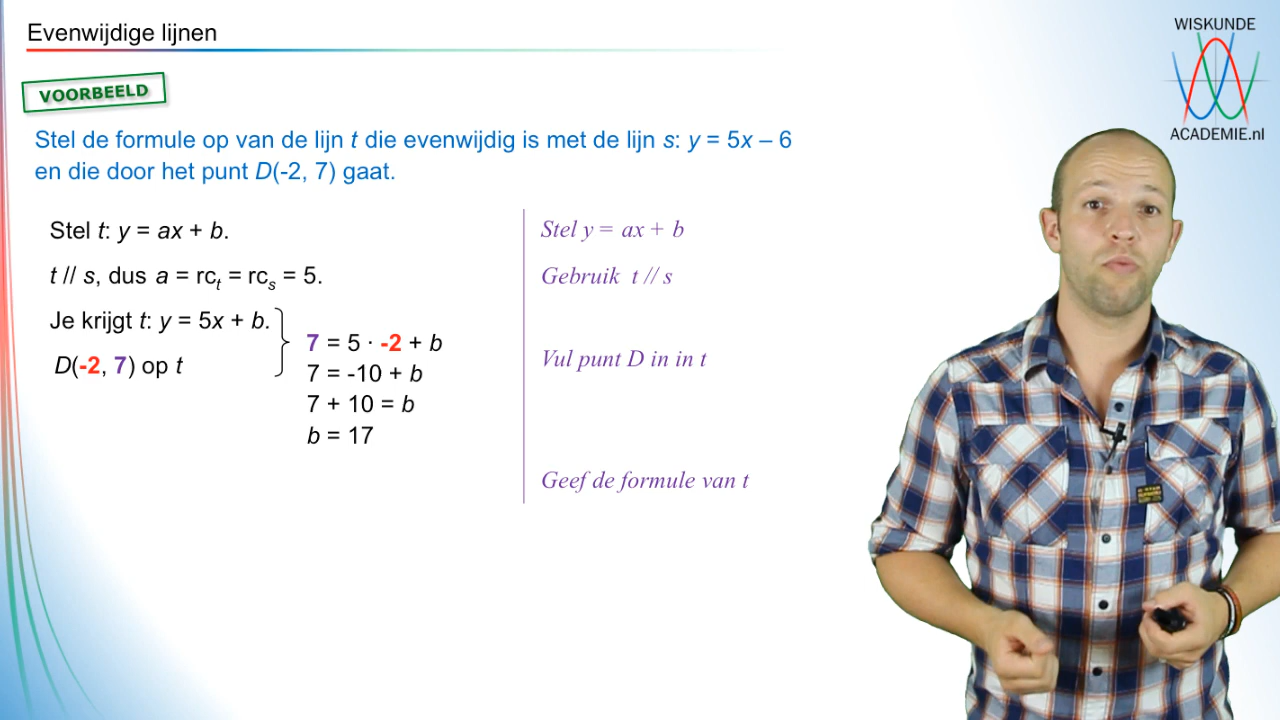 Evenwijdige lijnen
WISKUNDE
ACADEMIE.nl
VOORBEELD
Stel de formule op van de lijn t die evenwijdig is met de lijn s: y = 5x – 6
en die door het punt D(-2, 7) gaat.
Stel t: y = ax + b.
t // s, dus a = rcₜ = rcₛ = 5.
Je krijgt t: y = 5x + b.
D(-2, 7) op t
7 = 5 · -2 + b
7 = -10 + b
7 + 10 = b
b = 17
Stel y = ax + b
Gebruik t // s
Vul punt D in in t
Geef de formule van t